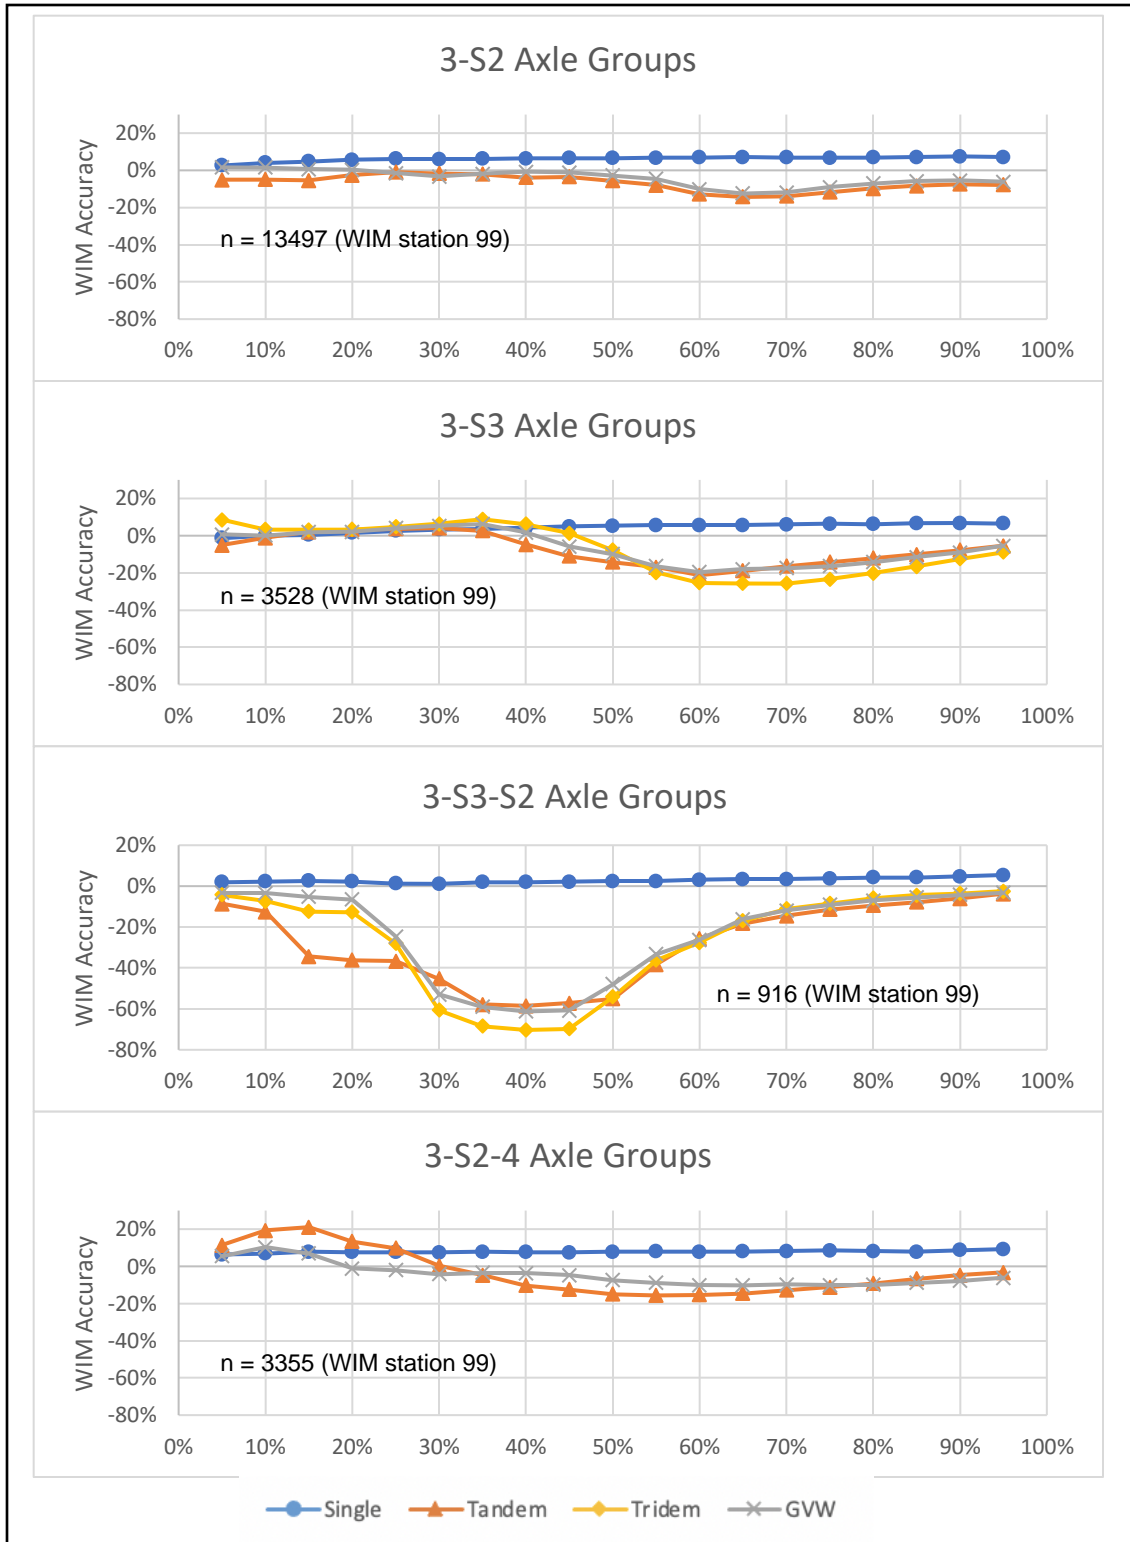 3-S2 Axle Groups
WIM Accuracy
20%
0%
-20%
-40%
-60%
-80%
n = 13497 (WIM station 99)
0% 10% 20% 30% 40% 50% 60% 70% 80% 90% 100%
3-S3 Axle Groups
WIM Accuracy
20%
0%
-20%
-40%
-60%
-80%
n = 3528 (WIM station 99)
0% 10% 20% 30% 40% 50% 60% 70% 80% 90% 100%
3-S3-S2 Axle Groups
WIM Accuracy
20%
0%
-20%
-40%
-60%
-80%
n = 916 (WIM station 99)
0% 10% 20% 30% 40% 50% 60% 70% 80% 90% 100%
3-S2-4 Axle Groups
WIM Accuracy
20%
0%
-20%
-40%
-60%
-80%
n = 3355 (WIM station 99)
0% 10% 20% 30% 40% 50% 60% 70% 80% 90% 100%
Single Tandem Tridem GVW